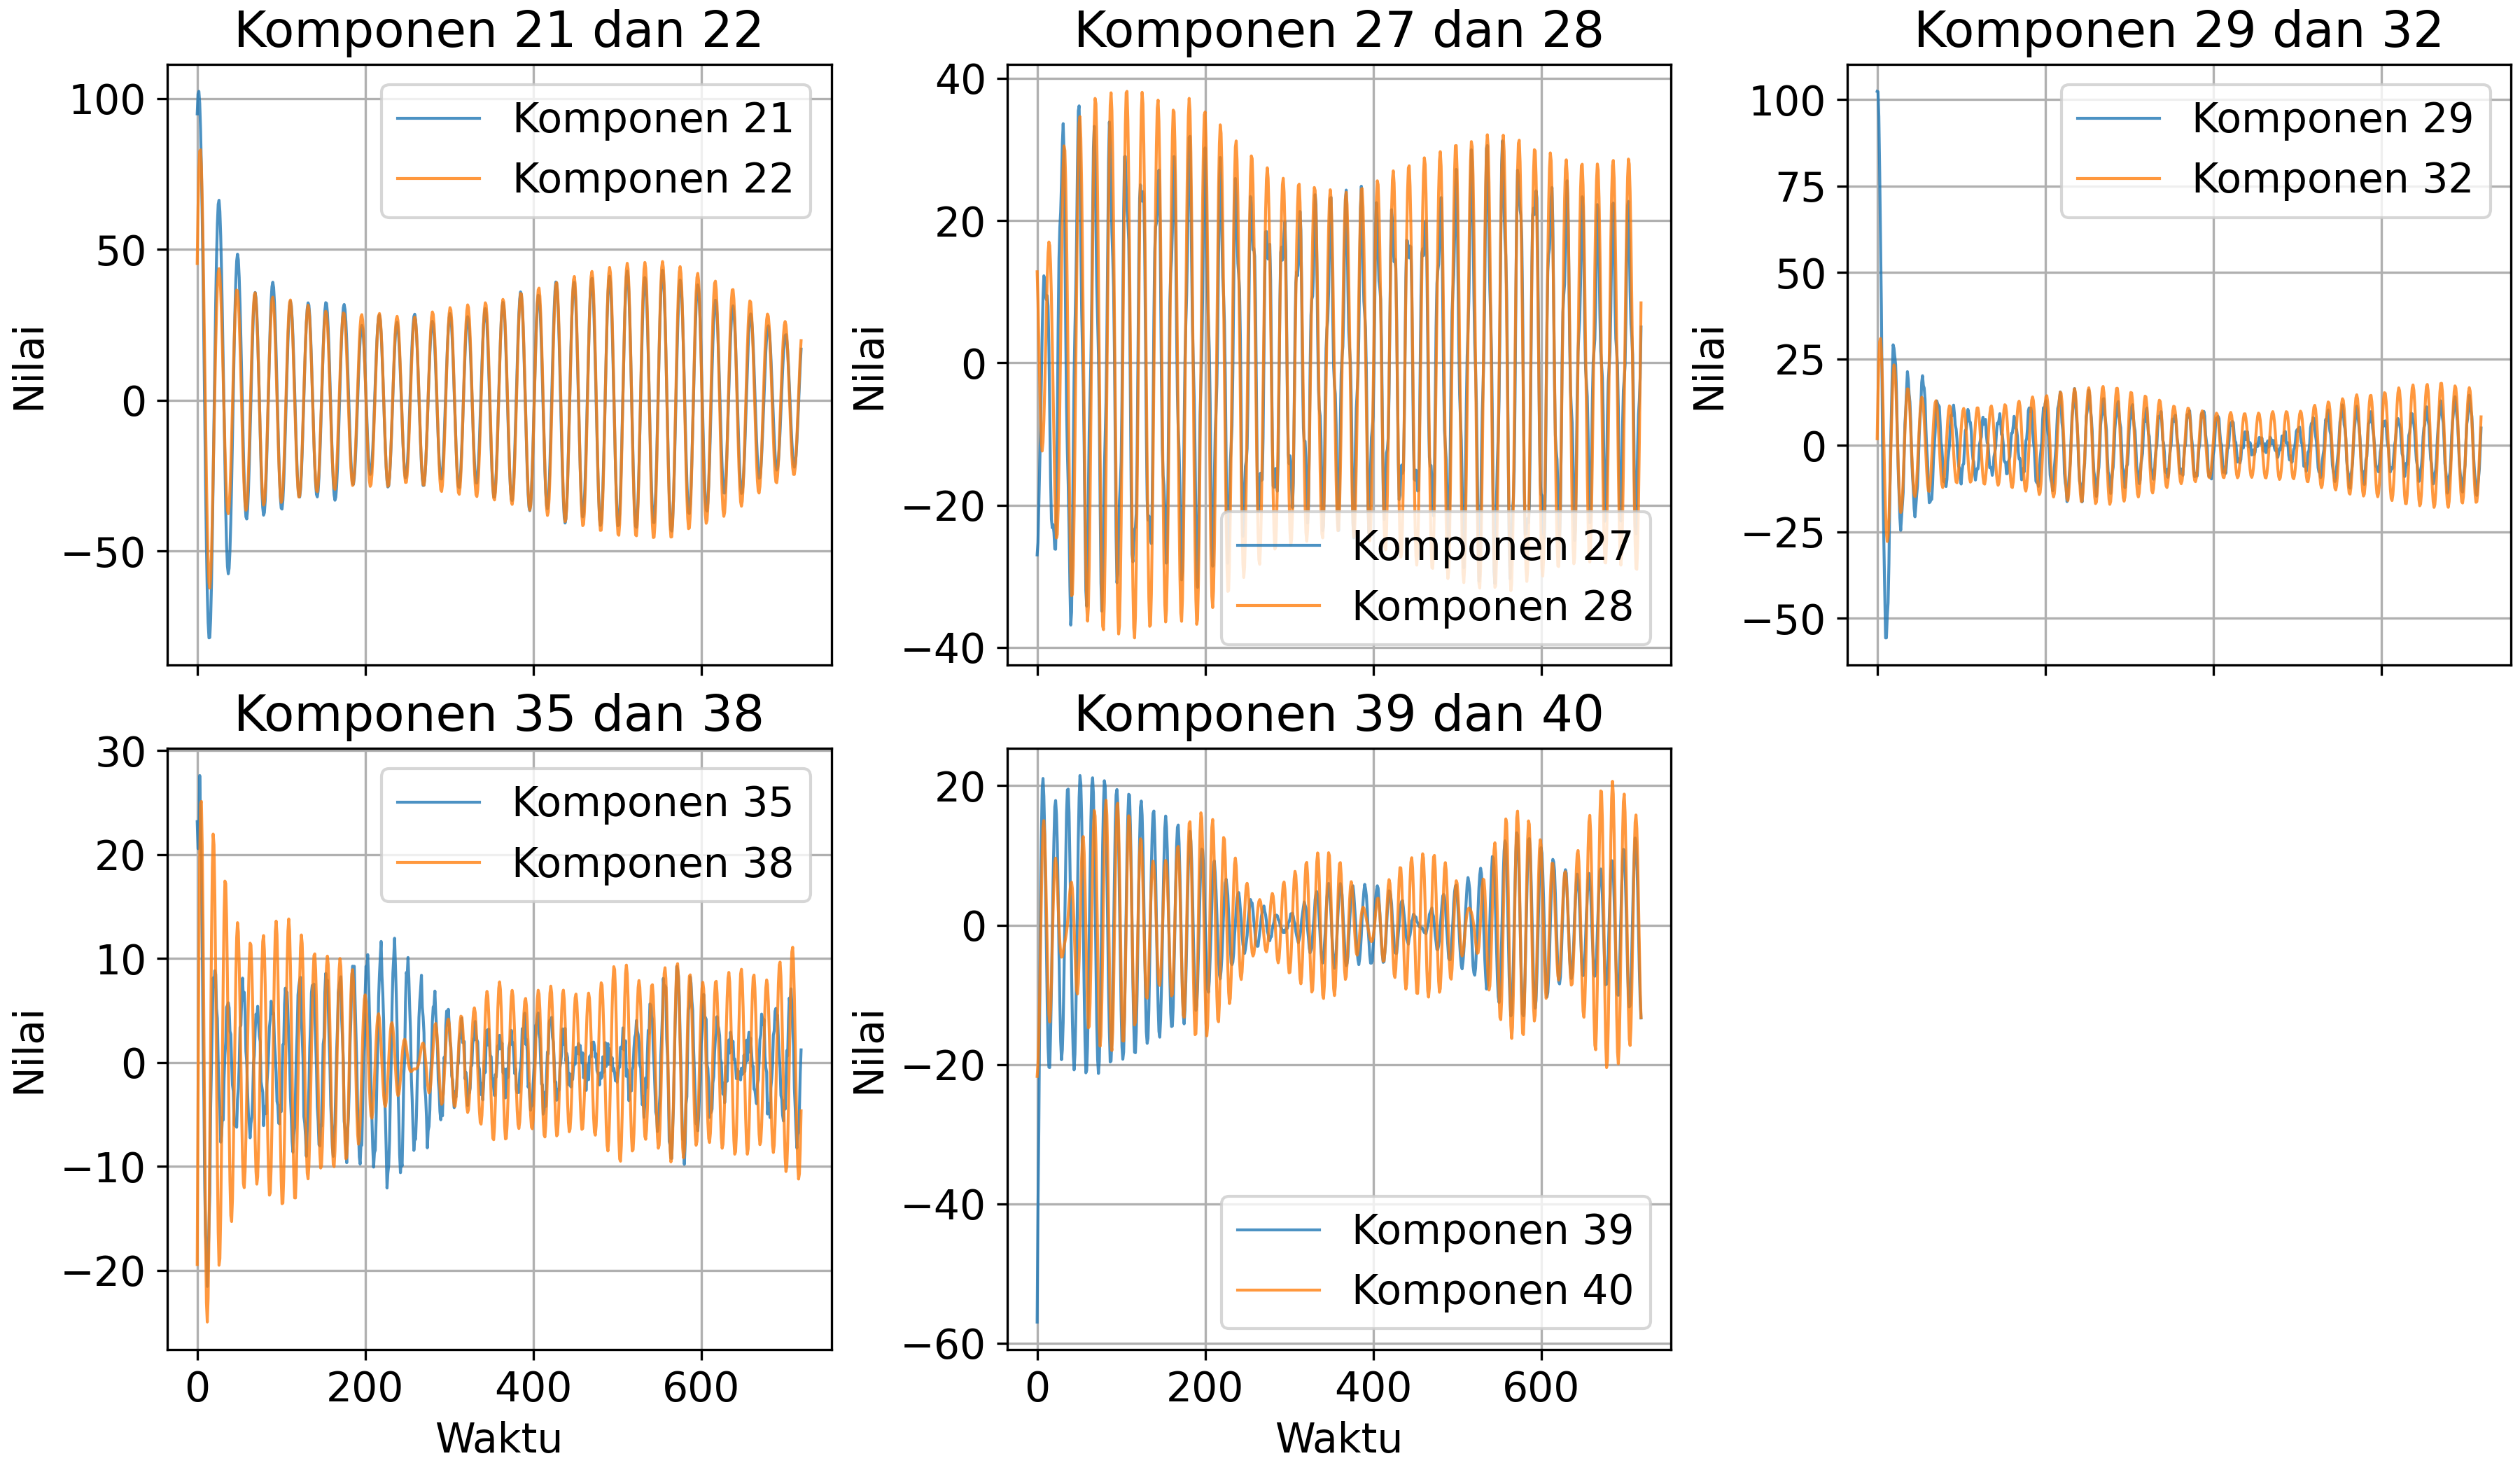 Komponen 21 dan 22
100
50
0
−50
Nilai
Komponen 21
Komponen 22
Komponen 27 dan 28
40
20
0
−20
−40
Nilai
Komponen 27
Komponen 28
Komponen 29 dan 32
100
75
50
25
0
−25
−50
Nilai
Komponen 29
Komponen 32
Komponen 35 dan 38
30
20
10
0
−10
−20
Nilai
Komponen 35
Komponen 38
0 200 400 600
Waktu
Komponen 39 dan 40
20
0
−20
−40
−60
Nilai
Komponen 39
Komponen 40
0 200 400 600
Waktu